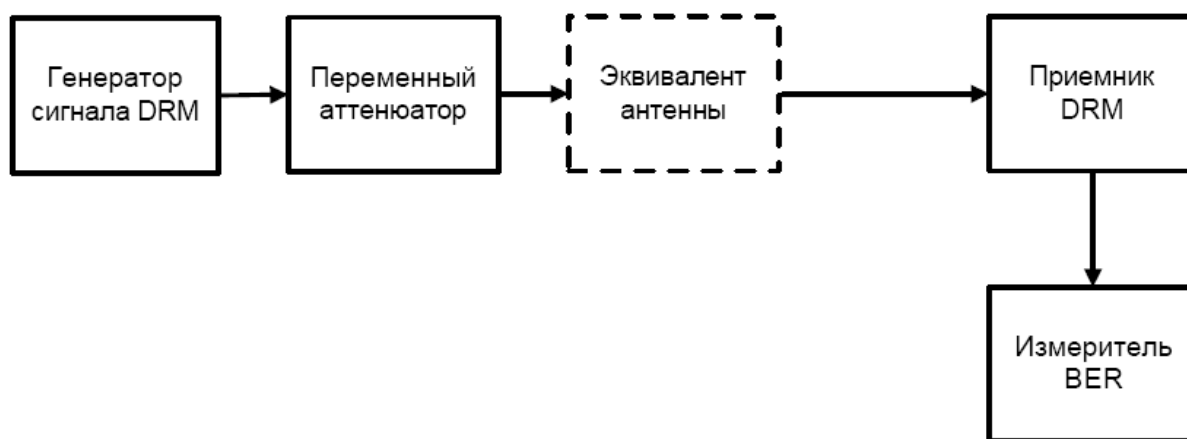 Генератор
сигнала DRM
Переменный
аттенюатор
Эквивалент
антенны
Приемник
DRM
Измеритель
BER